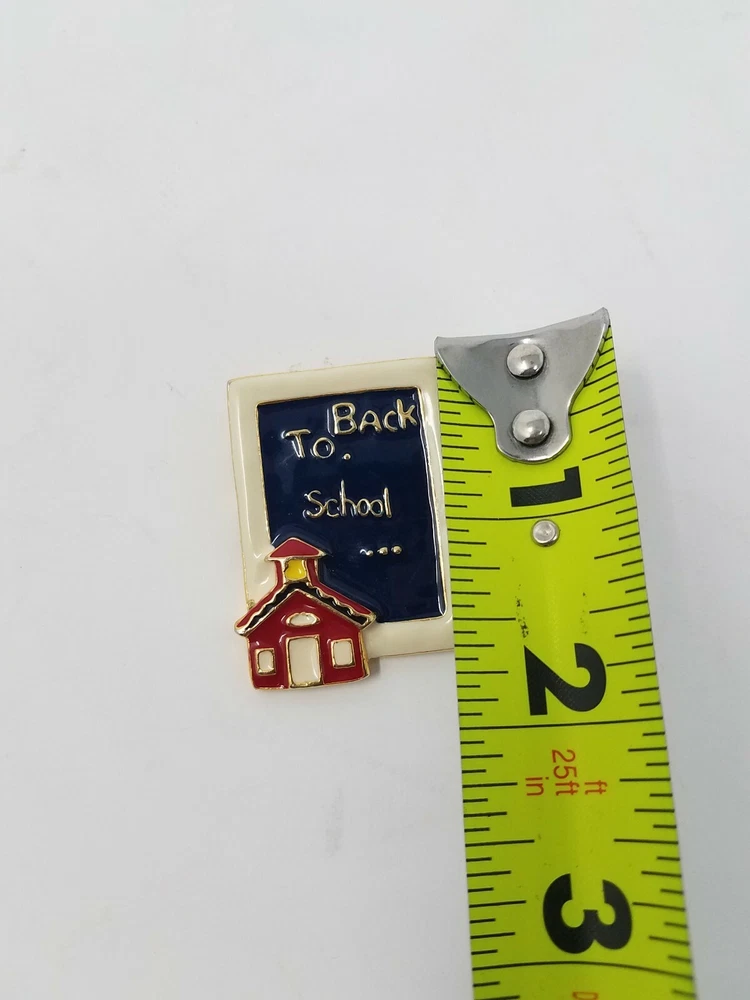 BAcK
To.
School
...
1
2
ft
25ft
in
3